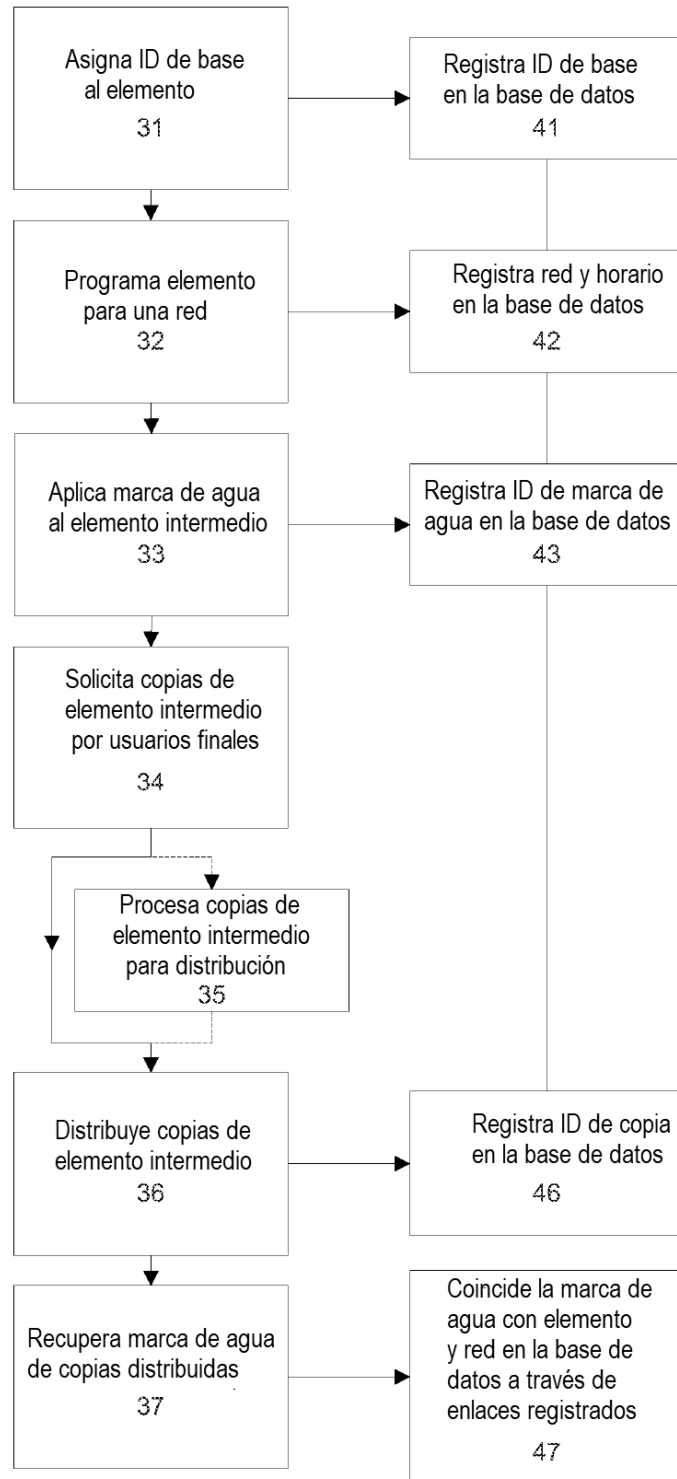 Asigna ID de base
al elemento
31
Registra ID de base
en la base de datos
41
Programa elemento
para una red
32
Registra red y horario
en la base de datos
42
Aplica marca de agua
al elemento intermedio
33
Registra ID de marca de
agua en la base de datos
43
Solicita copias de
elemento intermedio
por usuarios finales
34
Procesa copias de
elemento intermedio
para distribución
35
Distribuye copias de
elemento intermedio
36
Registra ID de copia
en la base de datos
46
Recupera marca de agua
de copias distribuidas
37
Coincide la marca de
agua con elemento
y red en la base de
datos a través de
enlaces registrados
47